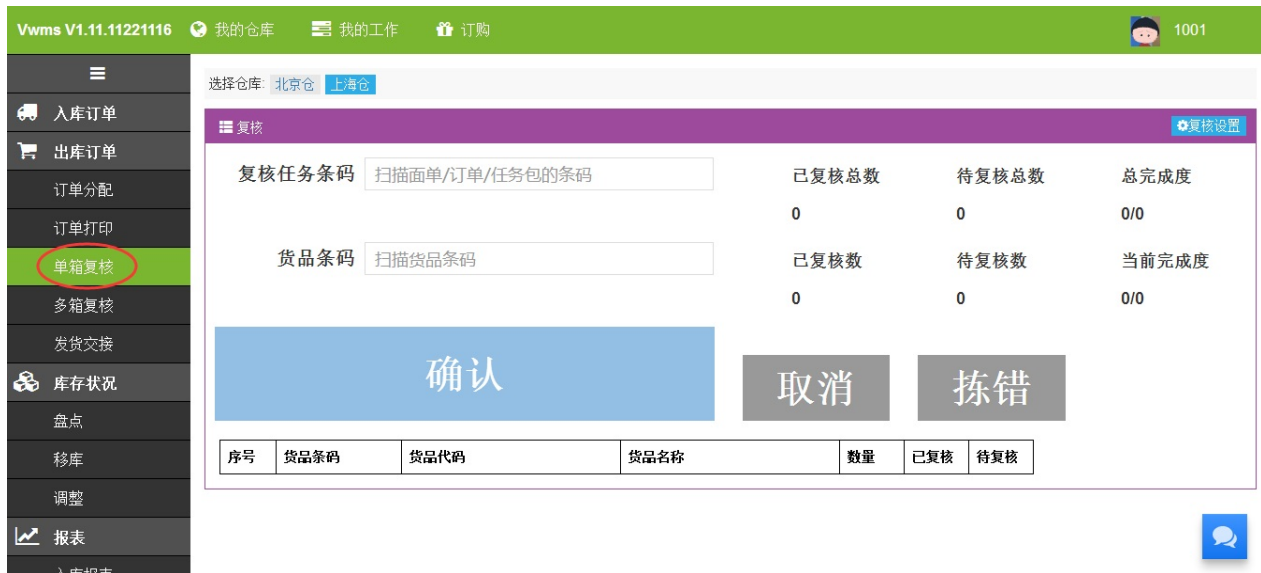 Vwms V1.11.11221116 我的仓库 我的工作 订购 1001
选择仓库: 北京仓 上海仓
入库订单
出库订单
订单分配
订单打印
单箱复核
多箱复核
发货交接
库存状况
盘点
移库
调整
报表
入库报表
复核 复核设置
复核任务条码 扫描面单/订单/任务包的条码
已复核总数 待复核总数 总完成度
0 0 0/0
货品条码 扫描货品条码
已复核数 待复核数 当前完成度
0 0 0/0
确认 取消 拣错
序号 货品条码 货品代码 货品名称 数量 已复核 待复核